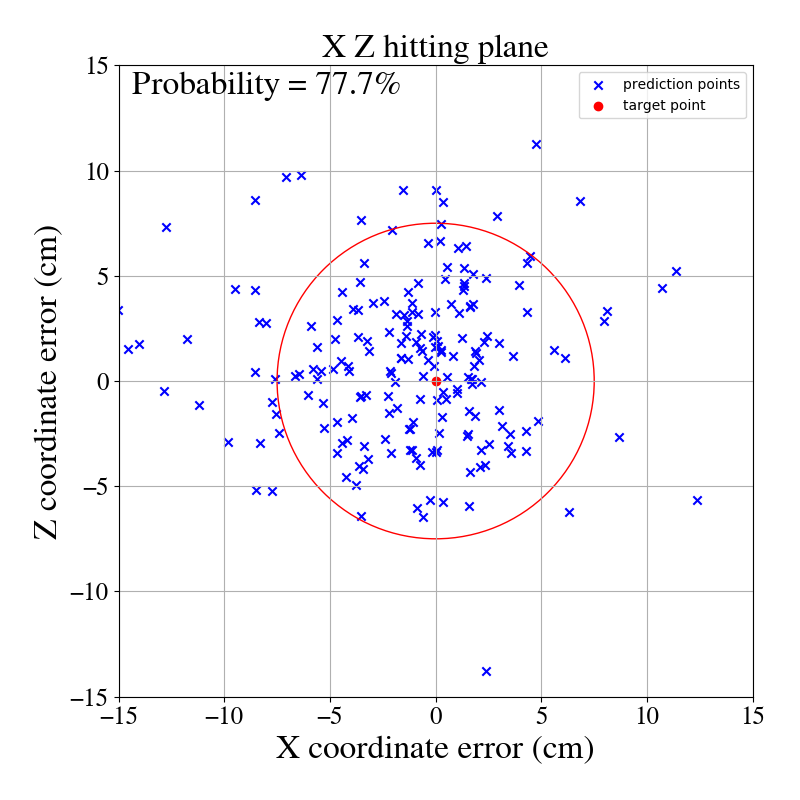 X Z hitting plane
Probability = 77.7%
prediction points
target point
15
10
5
0
−5
−10
−15
Z coordinate error (cm)
−15 −10 −5 0 5 10 15
X coordinate error (cm)